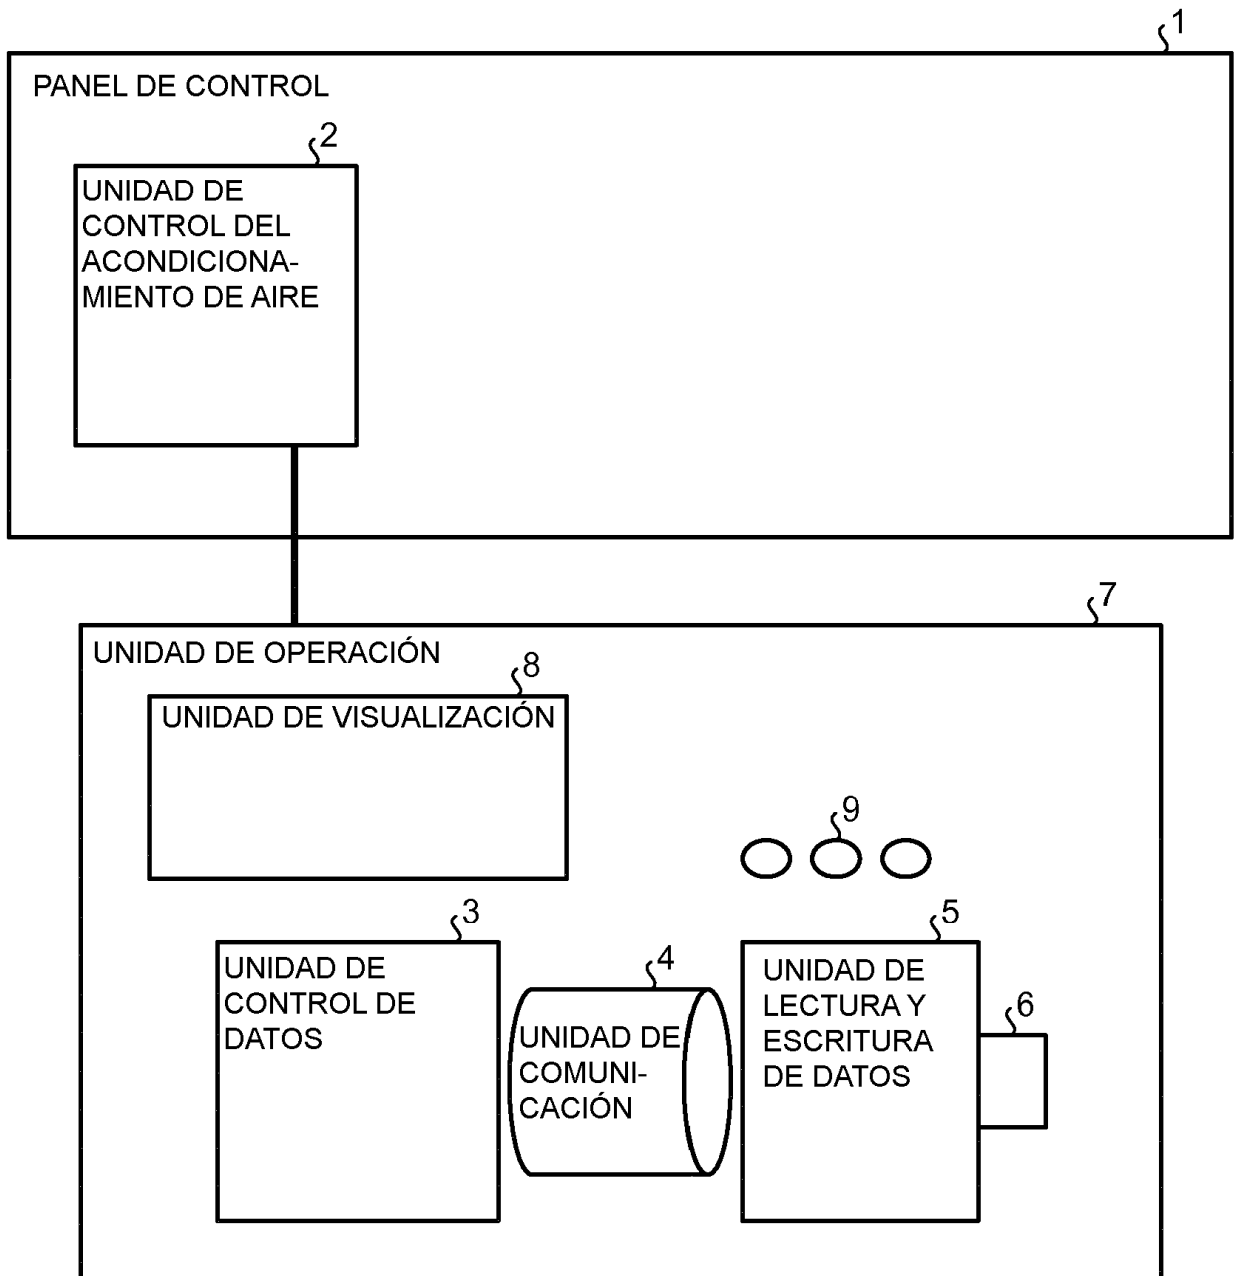 1
PANEL DE CONTROL
2
UNIDAD DE
CONTROL DEL
ACONDICIONA-
MIENTO DE AIRE
7
UNIDAD DE OPERACIÓN
8
UNIDAD DE VISUALIZACIÓN
9
3
UNIDAD DE
CONTROL DE
DATOS
4
UNIDAD DE
COMUNI-
CACIÓN
5
UNIDAD DE
LECTURA Y
ESCRITURA
DE DATOS
6